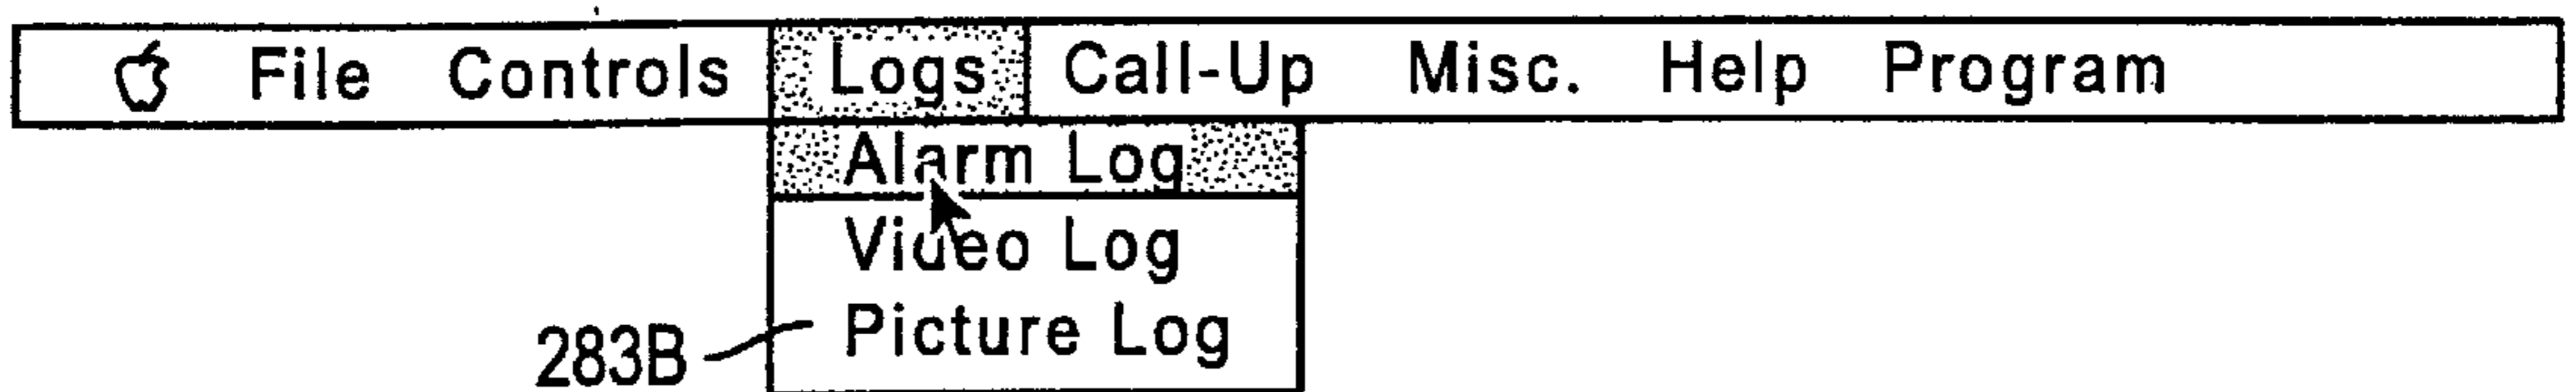 File Controls Logs Call-Up Misc. Help Program
Alarm Log
Video Log
283B Picture Log